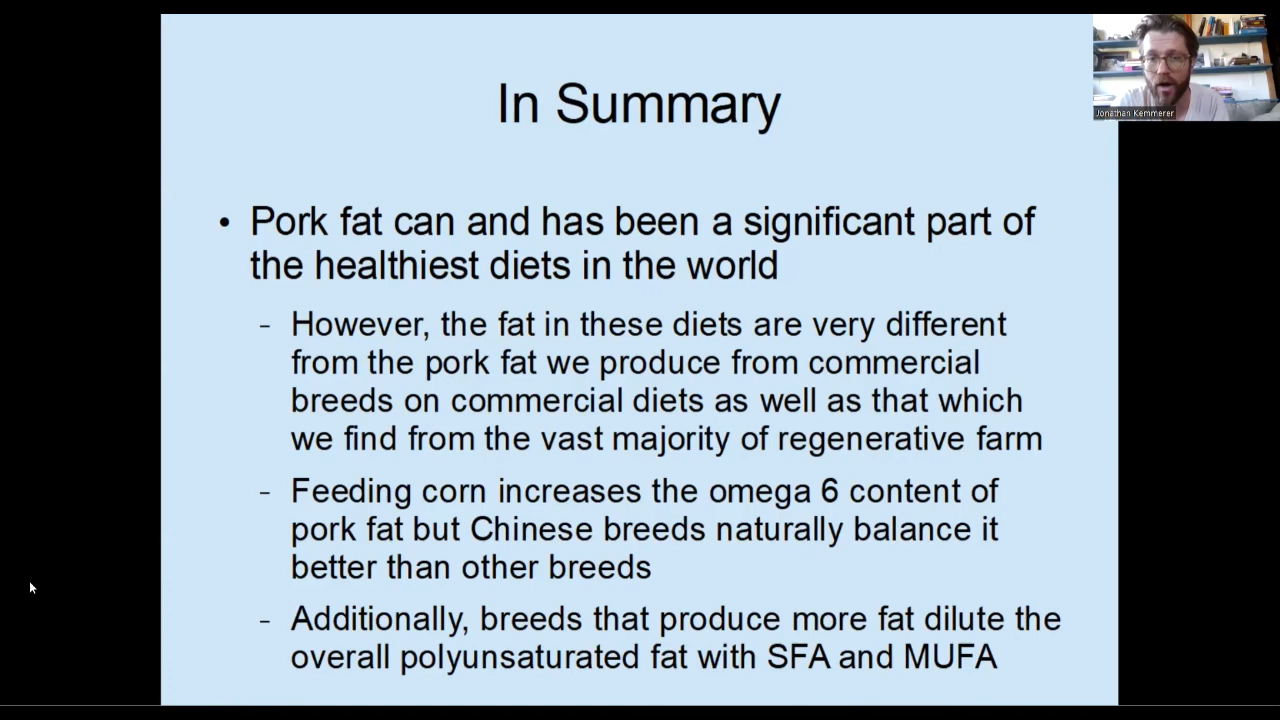 In Summary
• Pork fat can and has been a significant part of
the healthiest diets in the world
– However, the fat in these diets are very different
from the pork fat we produce from commercial
breeds on commercial diets as well as that which
we find from the vast majority of regenerative farm
– Feeding corn increases the omega 6 content of
pork fat but Chinese breeds naturally balance it
better than other breeds
– Additionally, breeds that produce more fat dilute the
overall polyunsaturated fat with SFA and MUFA
Jonathan Kemmerer